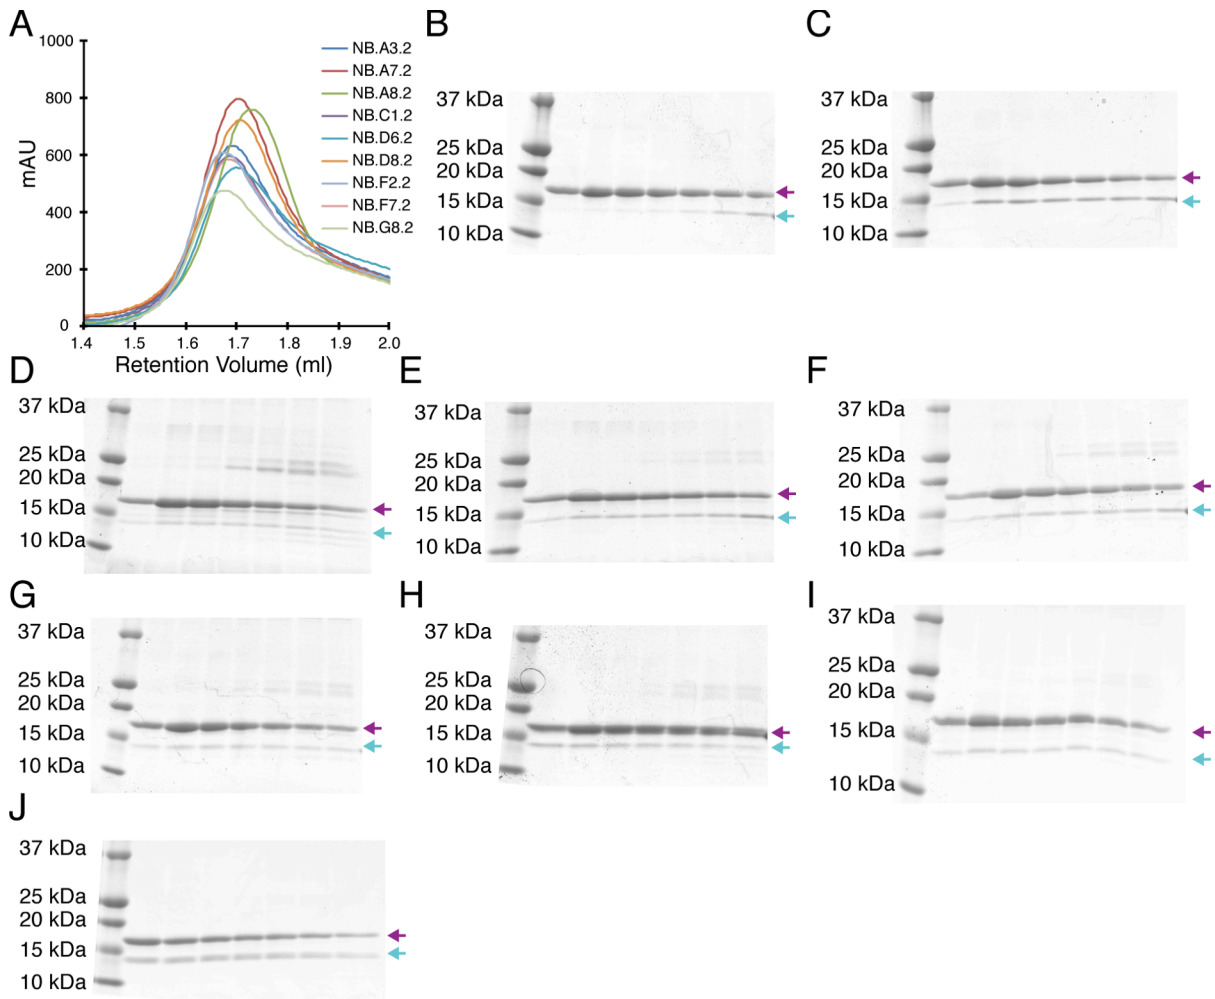 A
1000
800
600
400
200
0
mAU
1.4 1.5 1.6 1.7 1.8 1.9 2.0
Retention Volume (ml)
NB.A3.2
NB.A7.2
NB.A8.2
NB.C1.2
NB.D6.2
NB.D8.2
NB.F2.2
NB.F7.2
NB.G8.2
B
37 kDa
25 kDa
20 kDa
15 kDa
10 kDa
C
37 kDa
25 kDa
20 kDa
15 kDa
10 kDa
D
37 kDa
25 kDa
20 kDa
15 kDa
10 kDa
E
37 kDa
25 kDa
20 kDa
15 kDa
10 kDa
F
37 kDa
25 kDa
20 kDa
15 kDa
10 kDa
G
37 kDa
25 kDa
20 kDa
15 kDa
10 kDa
H
37 kDa
25 kDa
20 kDa
15 kDa
10 kDa
I
37 kDa
25 kDa
20 kDa
15 kDa
10 kDa
J
37 kDa
25 kDa
20 kDa
15 kDa
10 kDa